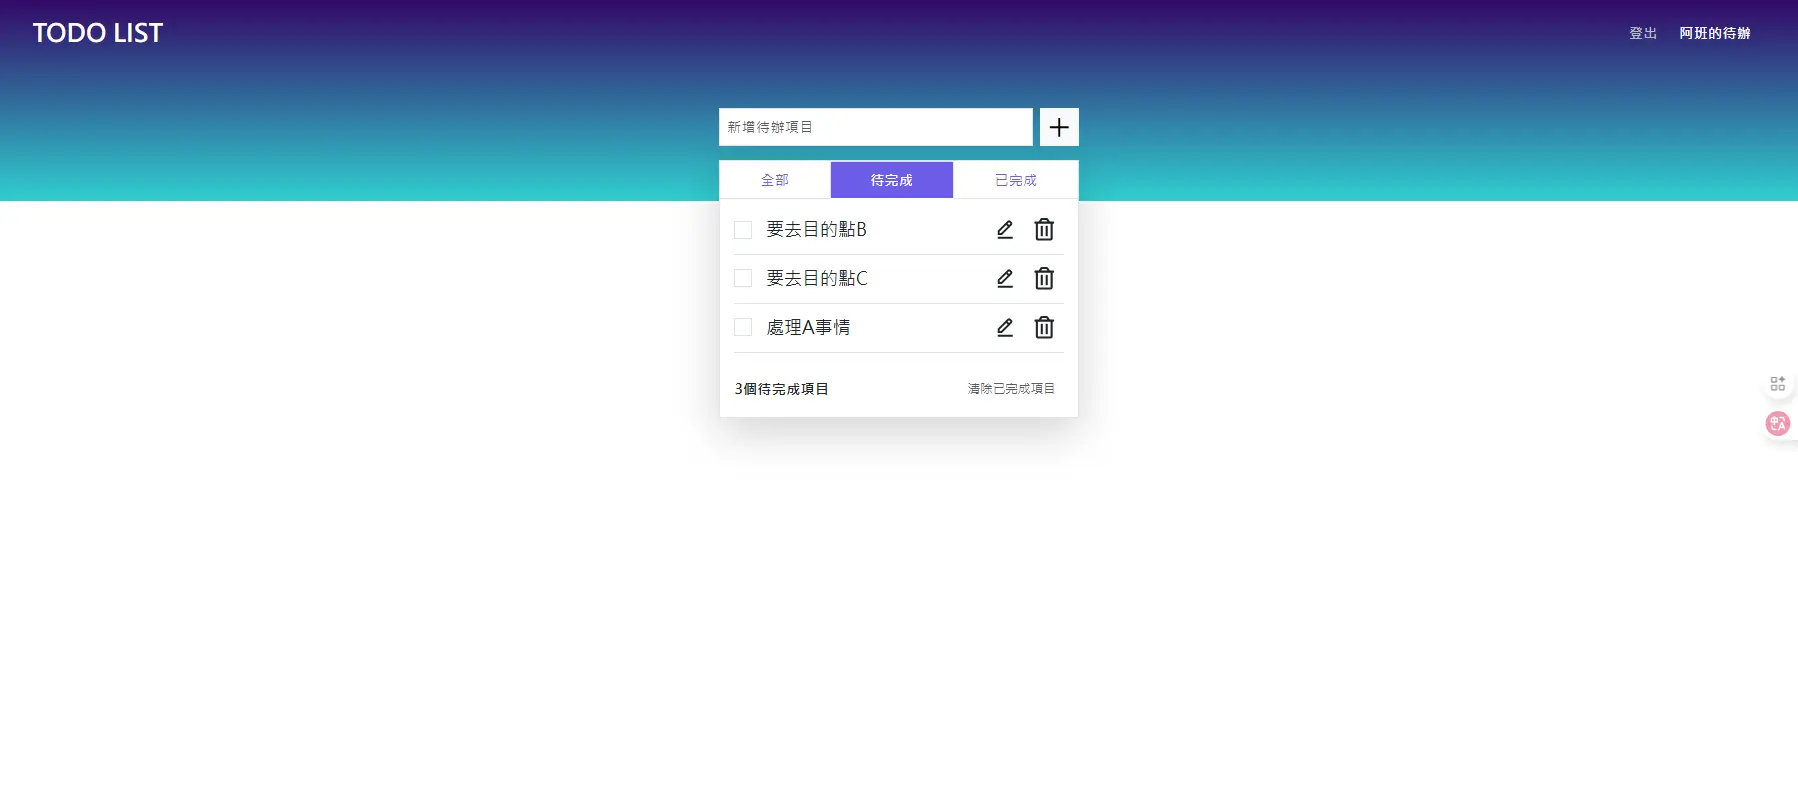 TODO LIST
登出 阿班的待辦
新增待辦項目
全部 待完成 已完成
要去目的點B
要去目的點C
處理A事情
3個待完成項目 清除已完成項目